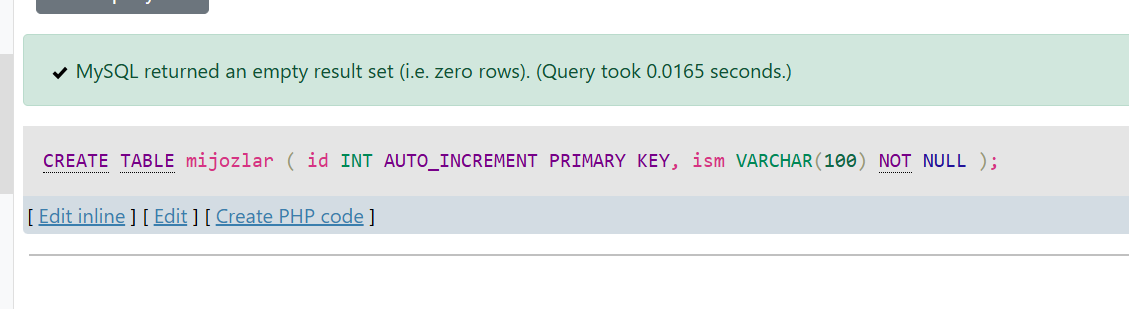 MySQL returned an empty result set (i.e. zero rows). (Query took 0.0165 seconds.)
CREATE TABLE mijozlar ( id INT AUTO_INCREMENT PRIMARY KEY, ism VARCHAR(100) NOT NULL );
[ Edit inline ] [ Edit ] [ Create PHP code ]